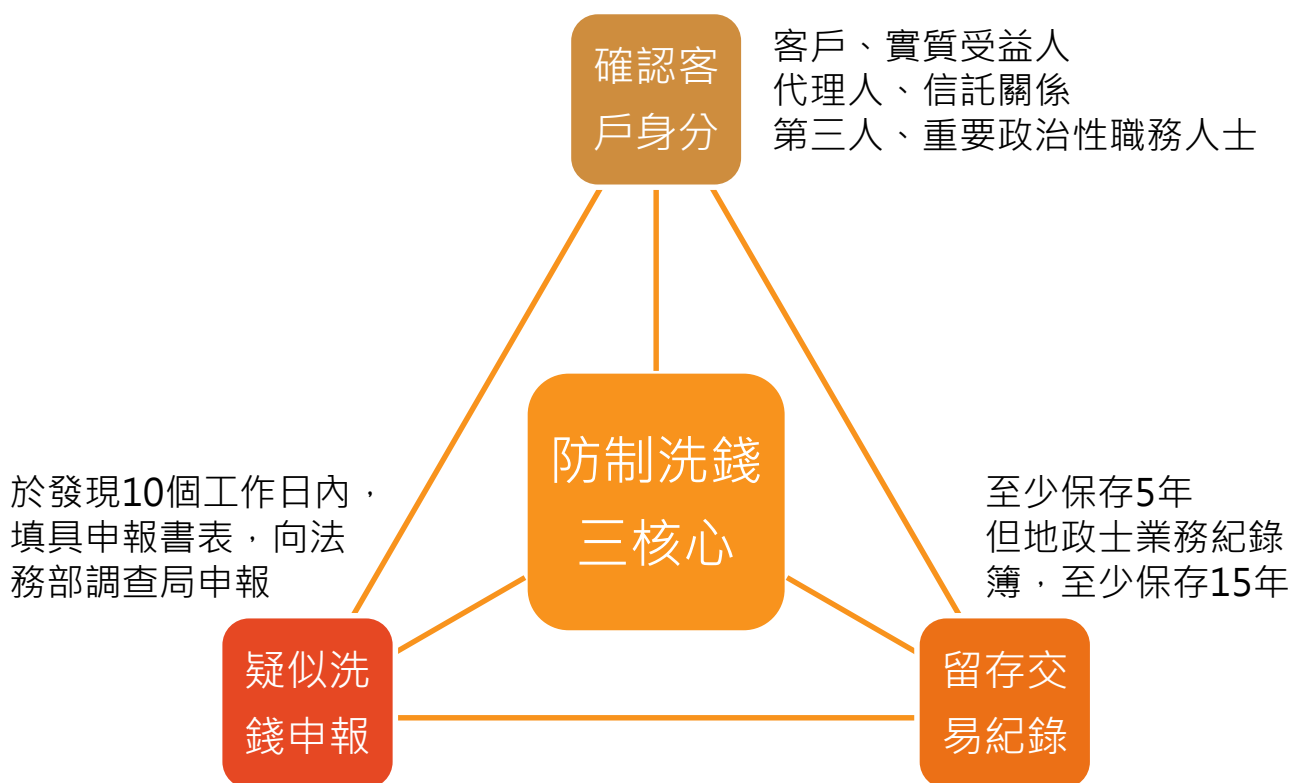 確認客
戶身分
客戶、實質受益人
代理人、信託關係
第三人、重要政治性職務人士
防制洗錢
三核心
於發現10個工作日內，
填具申報書表，向法
務部調查局申報
至少保存5年
但地政士業務紀錄
簿，至少保存15年
疑似洗
錢申報
留存交
易紀錄